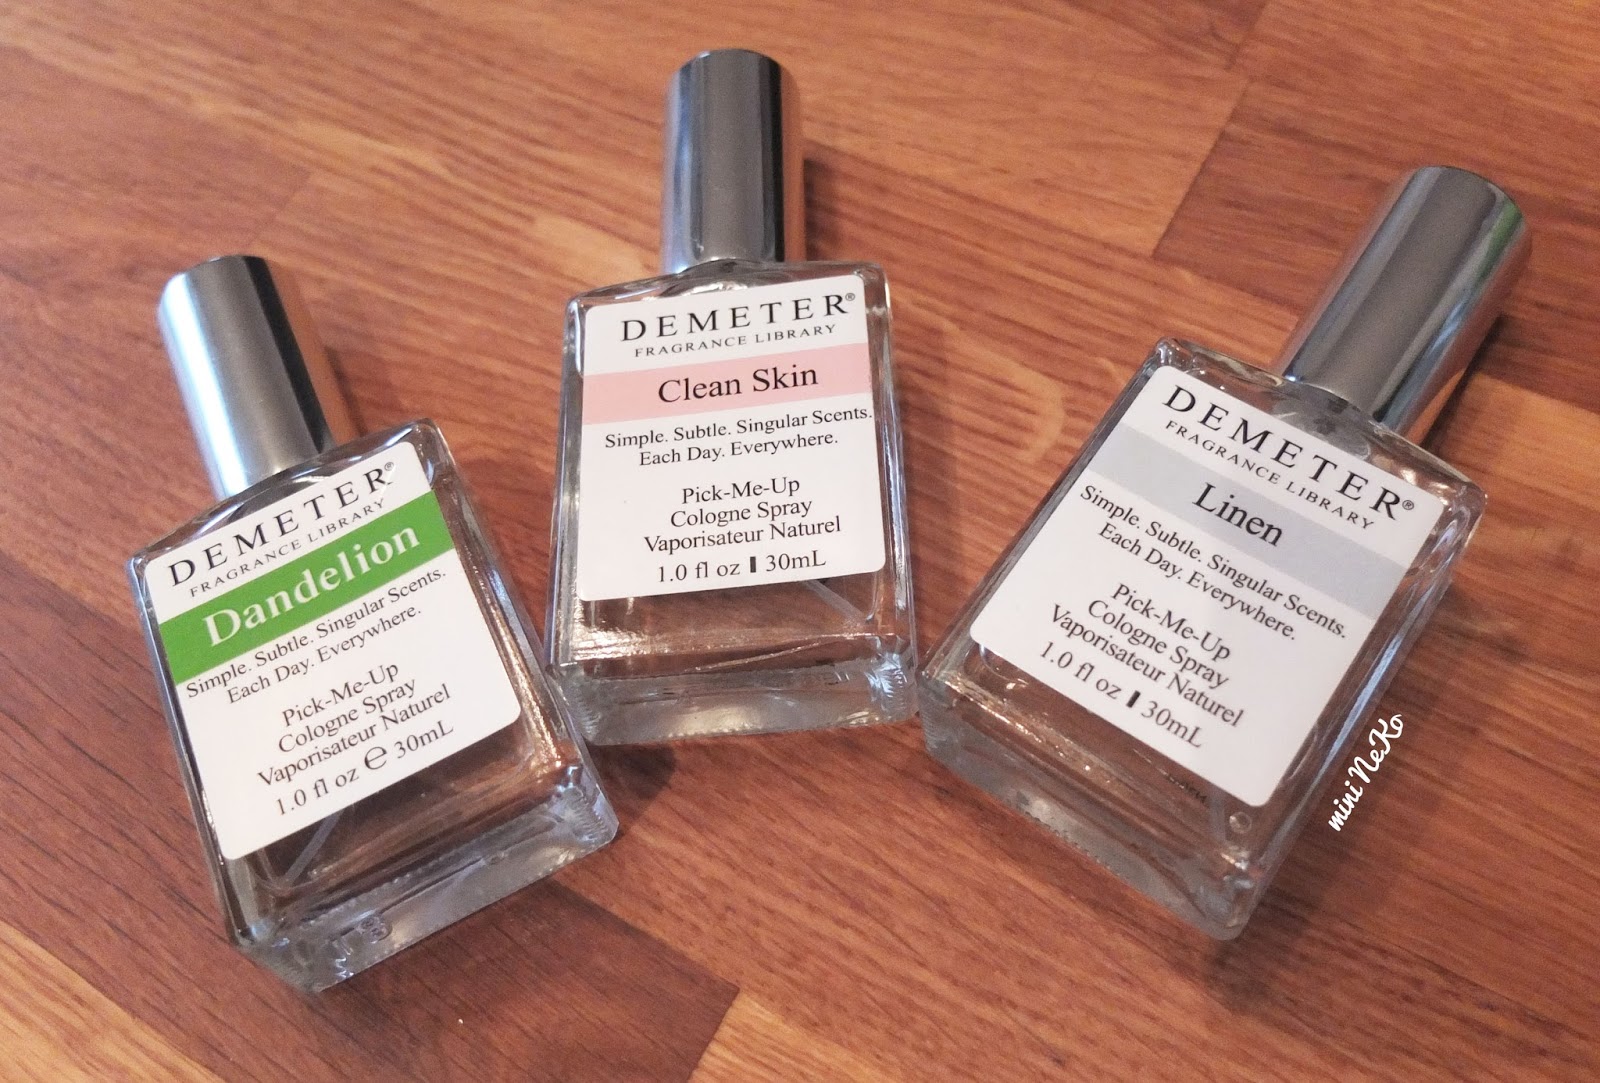 DEMETER®
FRAGRANCE LIBRARY
Dandelion
Simple. Subtle. Singular Scents.
Each Day. Everywhere.
Pick-Me-Up
Cologne Spray
Vaporisateur Naturel
1.0 fl oz ℮ 30mL
DEMETER®
FRAGRANCE LIBRARY
Clean Skin
Simple. Subtle. Singular Scents.
Each Day. Everywhere.
Pick-Me-Up
Cologne Spray
Vaporisateur Naturel
1.0 fl oz ▮ 30mL
DEMETER®
FRAGRANCE LIBRARY
Linen
Simple. Subtle. Singular Scents.
Each Day. Everywhere.
Pick-Me-Up
Cologne Spray
Vaporisateur Naturel
1.0 fl oz ▮ 30mL
mini NeKo